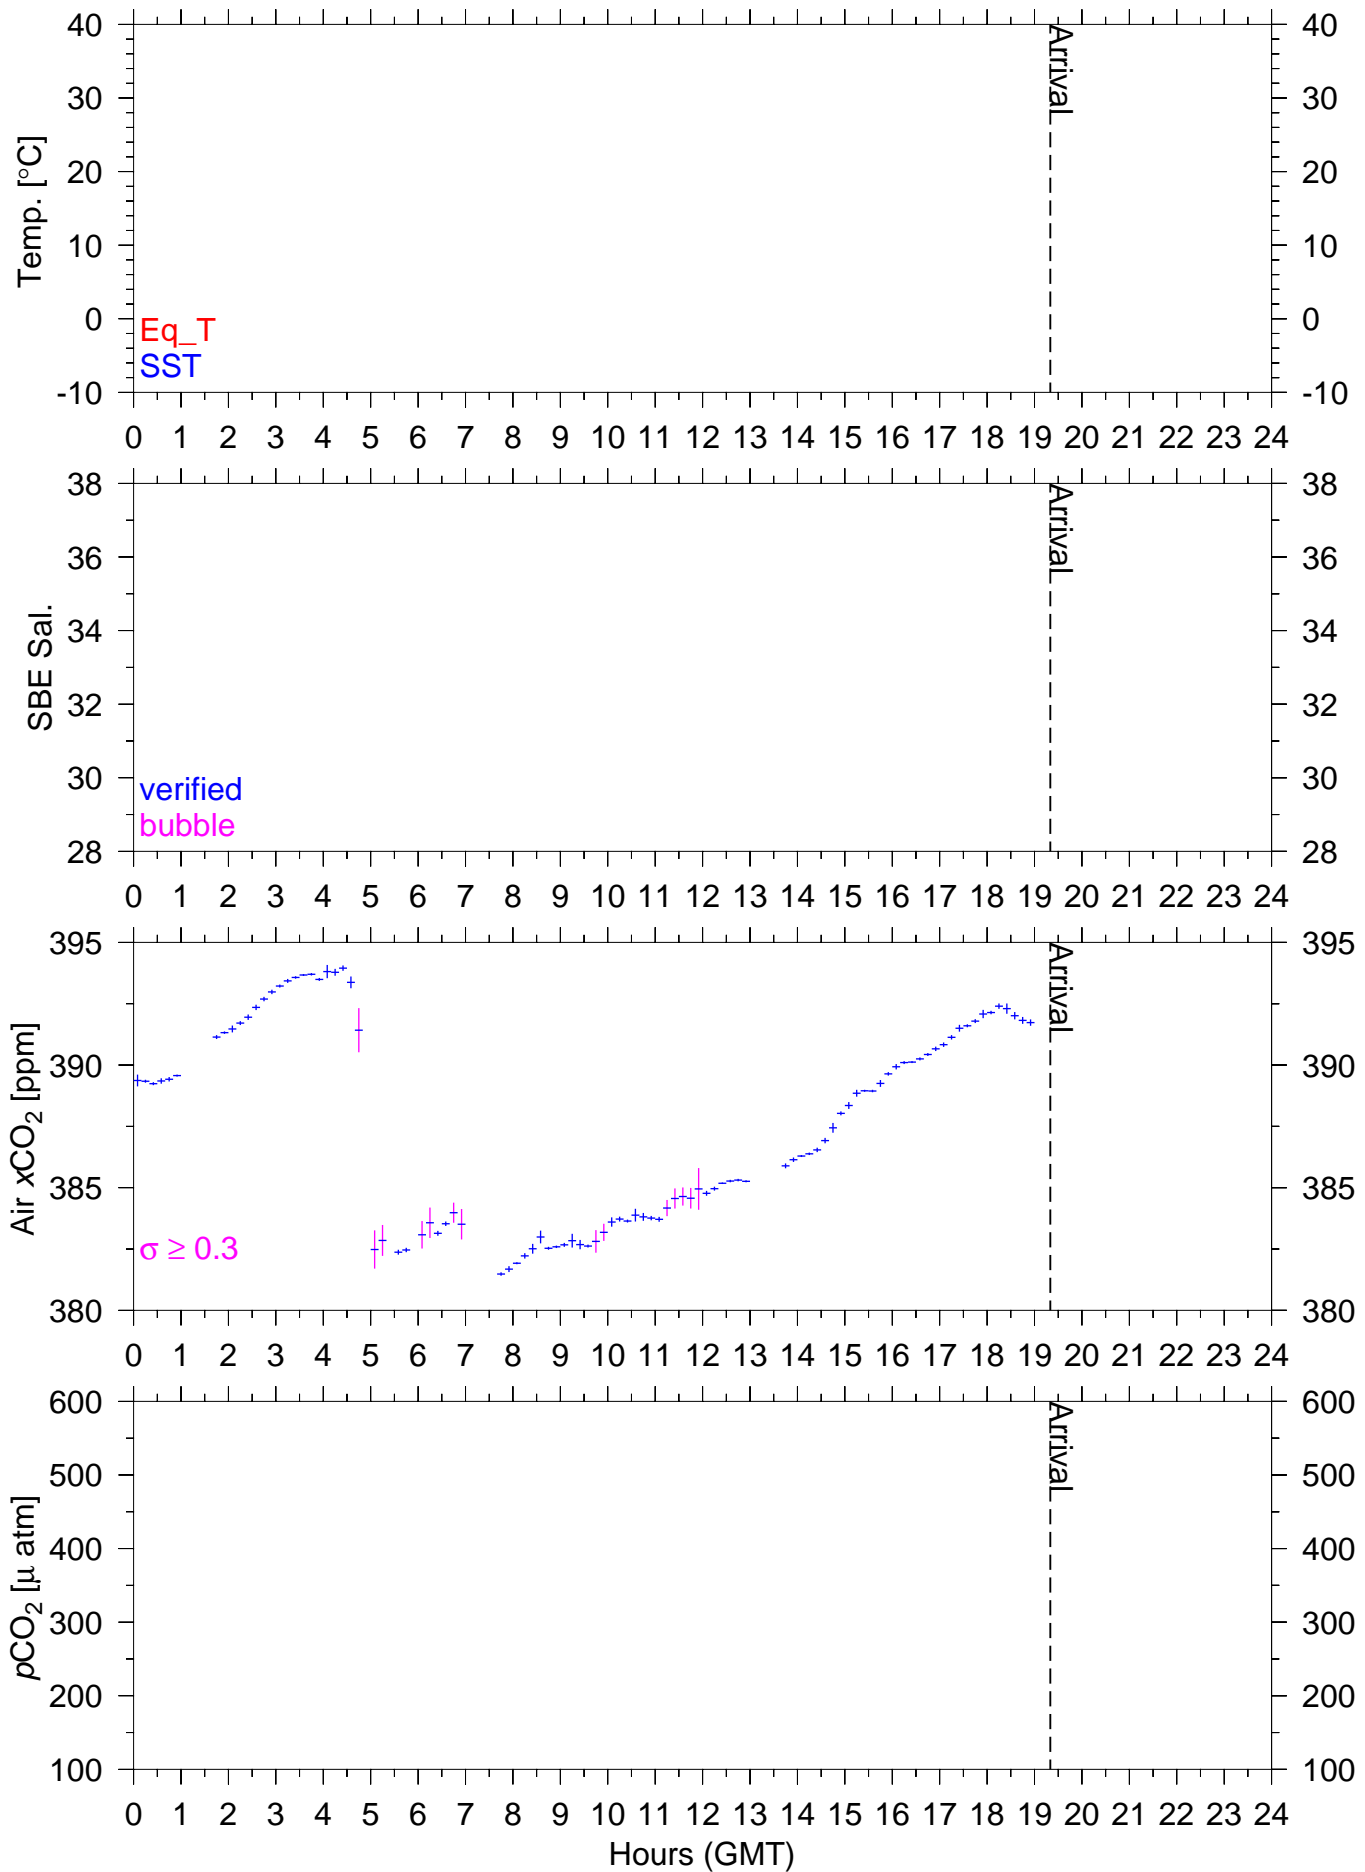 40 40
30 30
20 20
10 10
0 0
-10 -10
Temp. [°C]
Eq_T
SST
Arrival
0 1 2 3 4 5 6 7 8 9 10 11 12 13 14 15 16 17 18 19 20 21 22 23 24
38 38
36 36
34 34
32 32
30 30
28 28
SBE Sal.
verified
bubble
Arrival
0 1 2 3 4 5 6 7 8 9 10 11 12 13 14 15 16 17 18 19 20 21 22 23 24
395 395
390 390
385 385
380 380
Air xCO₂ [ppm]
σ ≥ 0.3
Arrival
0 1 2 3 4 5 6 7 8 9 10 11 12 13 14 15 16 17 18 19 20 21 22 23 24
600 600
500 500
400 400
300 300
200 200
100 100
pCO₂ [μ atm]
Arrival
0 1 2 3 4 5 6 7 8 9 10 11 12 13 14 15 16 17 18 19 20 21 22 23 24
Hours (GMT)